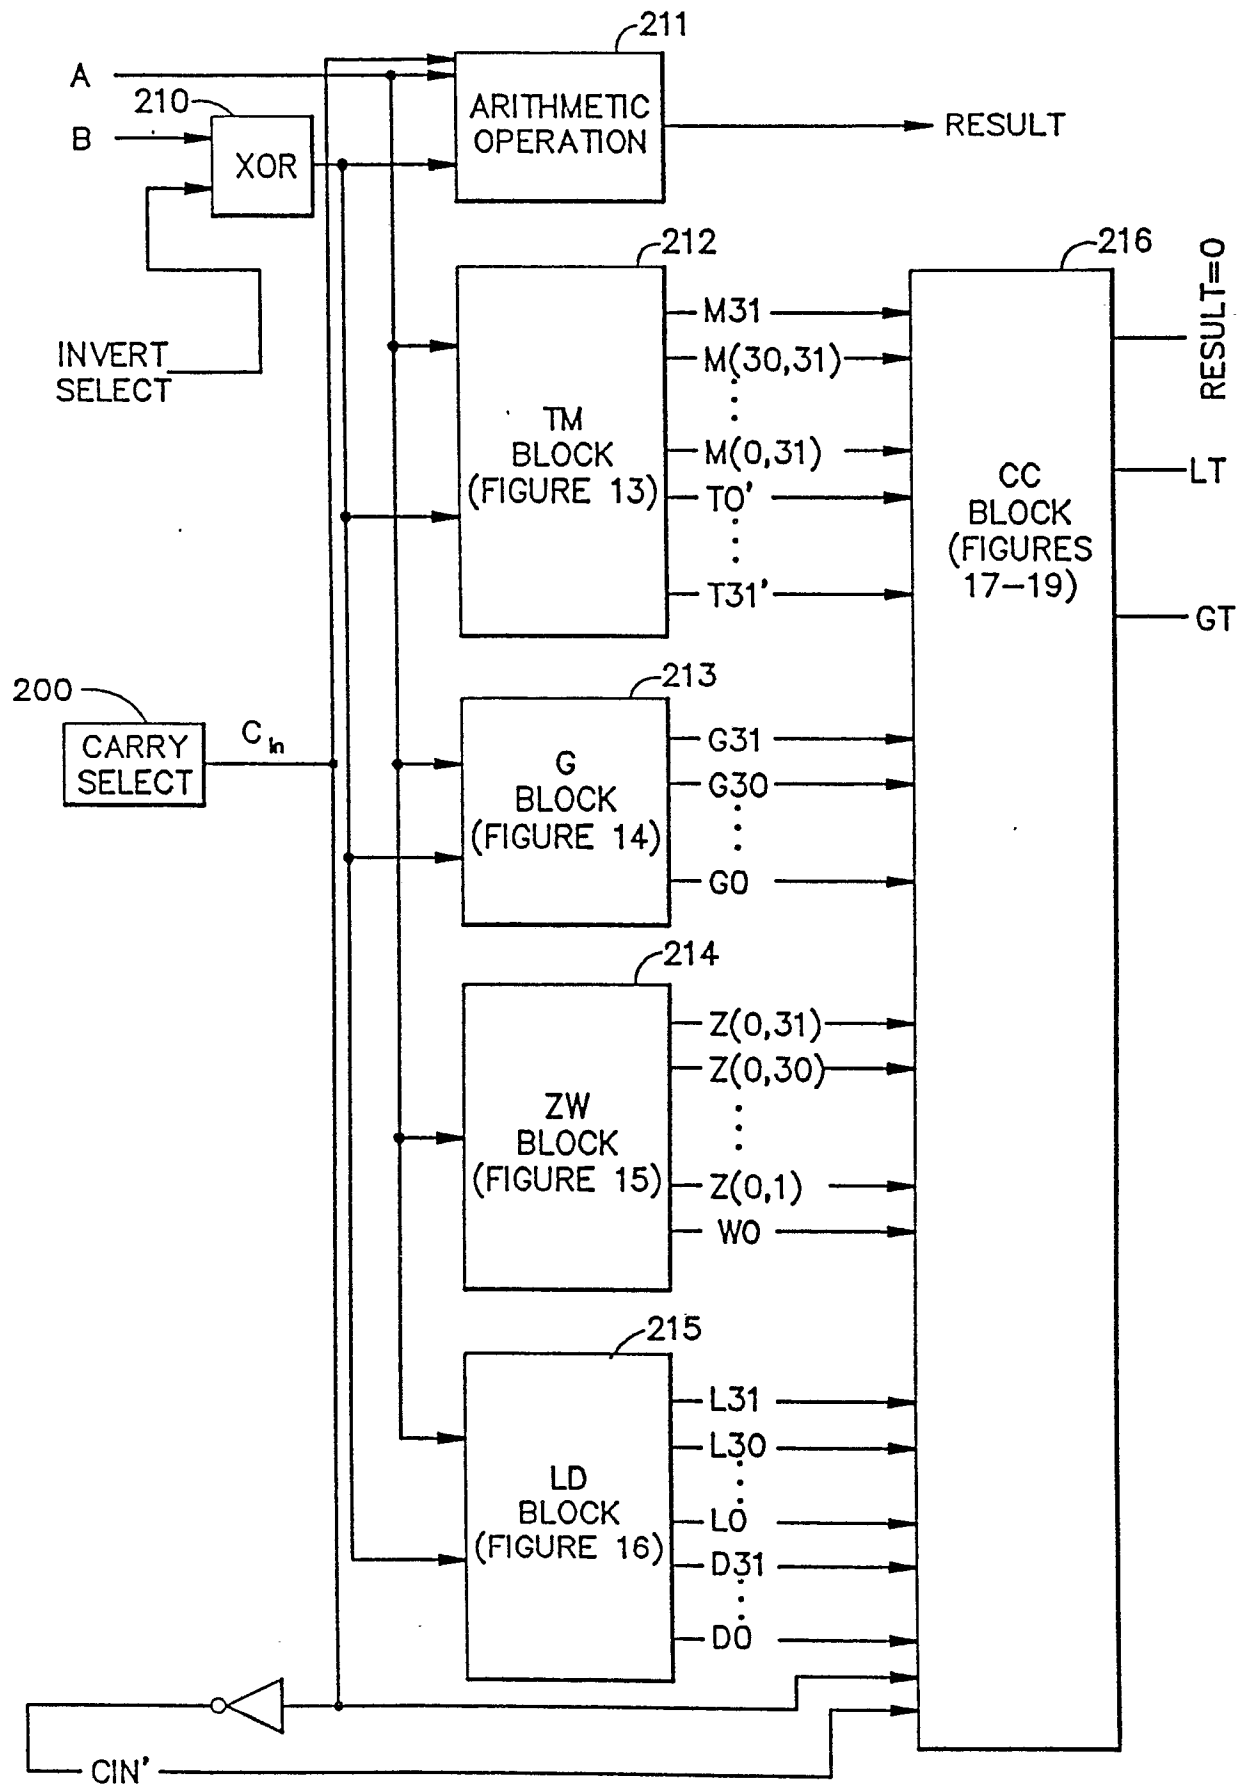 211
A
210
B
XOR
ARITHMETIC
OPERATION
RESULT
INVERT
SELECT
212
TM
BLOCK
(FIGURE 13)
M31
M(30,31)
M(0,31)
T0'
T31'
216
CC
BLOCK
(FIGURES
17-19)
RESULT=0
LT
GT
200
CARRY
SELECT
C In
213
G
BLOCK
(FIGURE 14)
G31
G30
G0
214
ZW
BLOCK
(FIGURE 15)
Z(0,31)
Z(0,30)
Z(0,1)
W0
215
LD
BLOCK
(FIGURE 16)
L31
L30
L0
D31
D0
CIN'